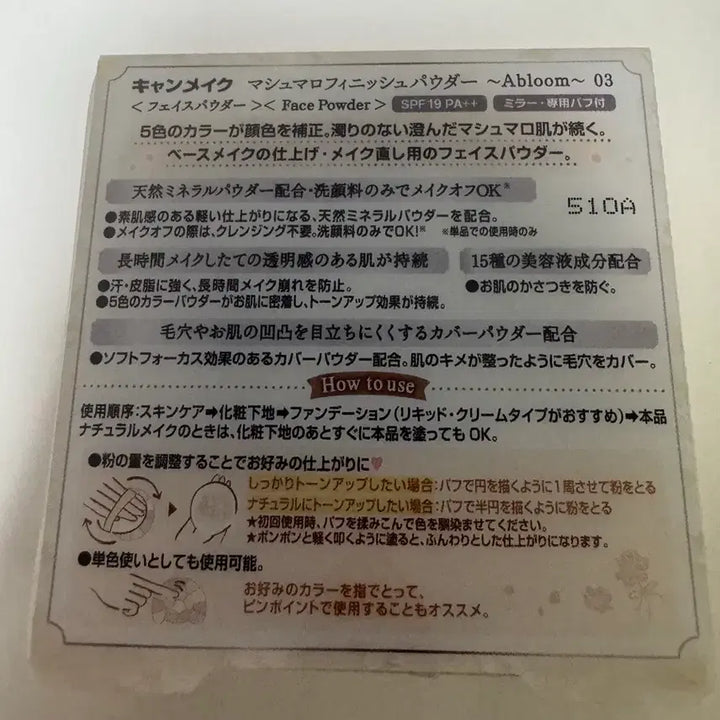 キャンメイク マシュマロフィニッシュパウダー ～Abloom～ 03
＜フェイスパウダー＞＜Face Powder＞ SPF19 PA++ ミラー・専用パフ付
5色のカラーが顔色を補正。濁りのない澄んだマシュマロ肌が続く。
ベースメイクの仕上げ・メイク直し用のフェイスパウダー。
天然ミネラルパウダー配合・洗顔料のみでメイクオフOK※
510A
●素肌感のある軽い仕上がりになる、天然ミネラルパウダーを配合。
●メイクオフの際は、クレンジング不要。洗顔料のみでOK!※ ※単品での使用時のみ
長時間メイクしたての透明感のある肌が持続 15種の美容液成分配合
●汗・皮脂に強く、長時間メイク崩れを防止。 ●お肌のかさつきを防ぐ。
●5色のカラーパウダーがお肌に密着し、トーンアップ効果が持続。
毛穴やお肌の凹凸を目立ちにくくするカバーパウダー配合
●ソフトフォーカス効果のあるカバーパウダー配合。肌のキメが整ったように毛穴をカバー。
How to use
使用順序:スキンケア➡化粧下地➡ファンデーション(リキッド・クリームタイプがおすすめ)➡本品
ナチュラルメイクのときは、化粧下地のあとすぐに本品を塗ってもOK。
●粉の量を調整することでお好みの仕上がりに♥
しっかりトーンアップしたい場合:パフで円を描くように1周させて粉をとる
ナチュラルにトーンアップしたい場合:パフで半円を描くように粉をとる
★初回使用時、パフを揉みこんで色を馴染ませてください。
★ポンポンと軽く叩くように塗ると、ふんわりとした仕上がりになります。
●単色使いとしても使用可能。
お好みのカラーを指でとって、
ピンポイントで使用することもオススメ。